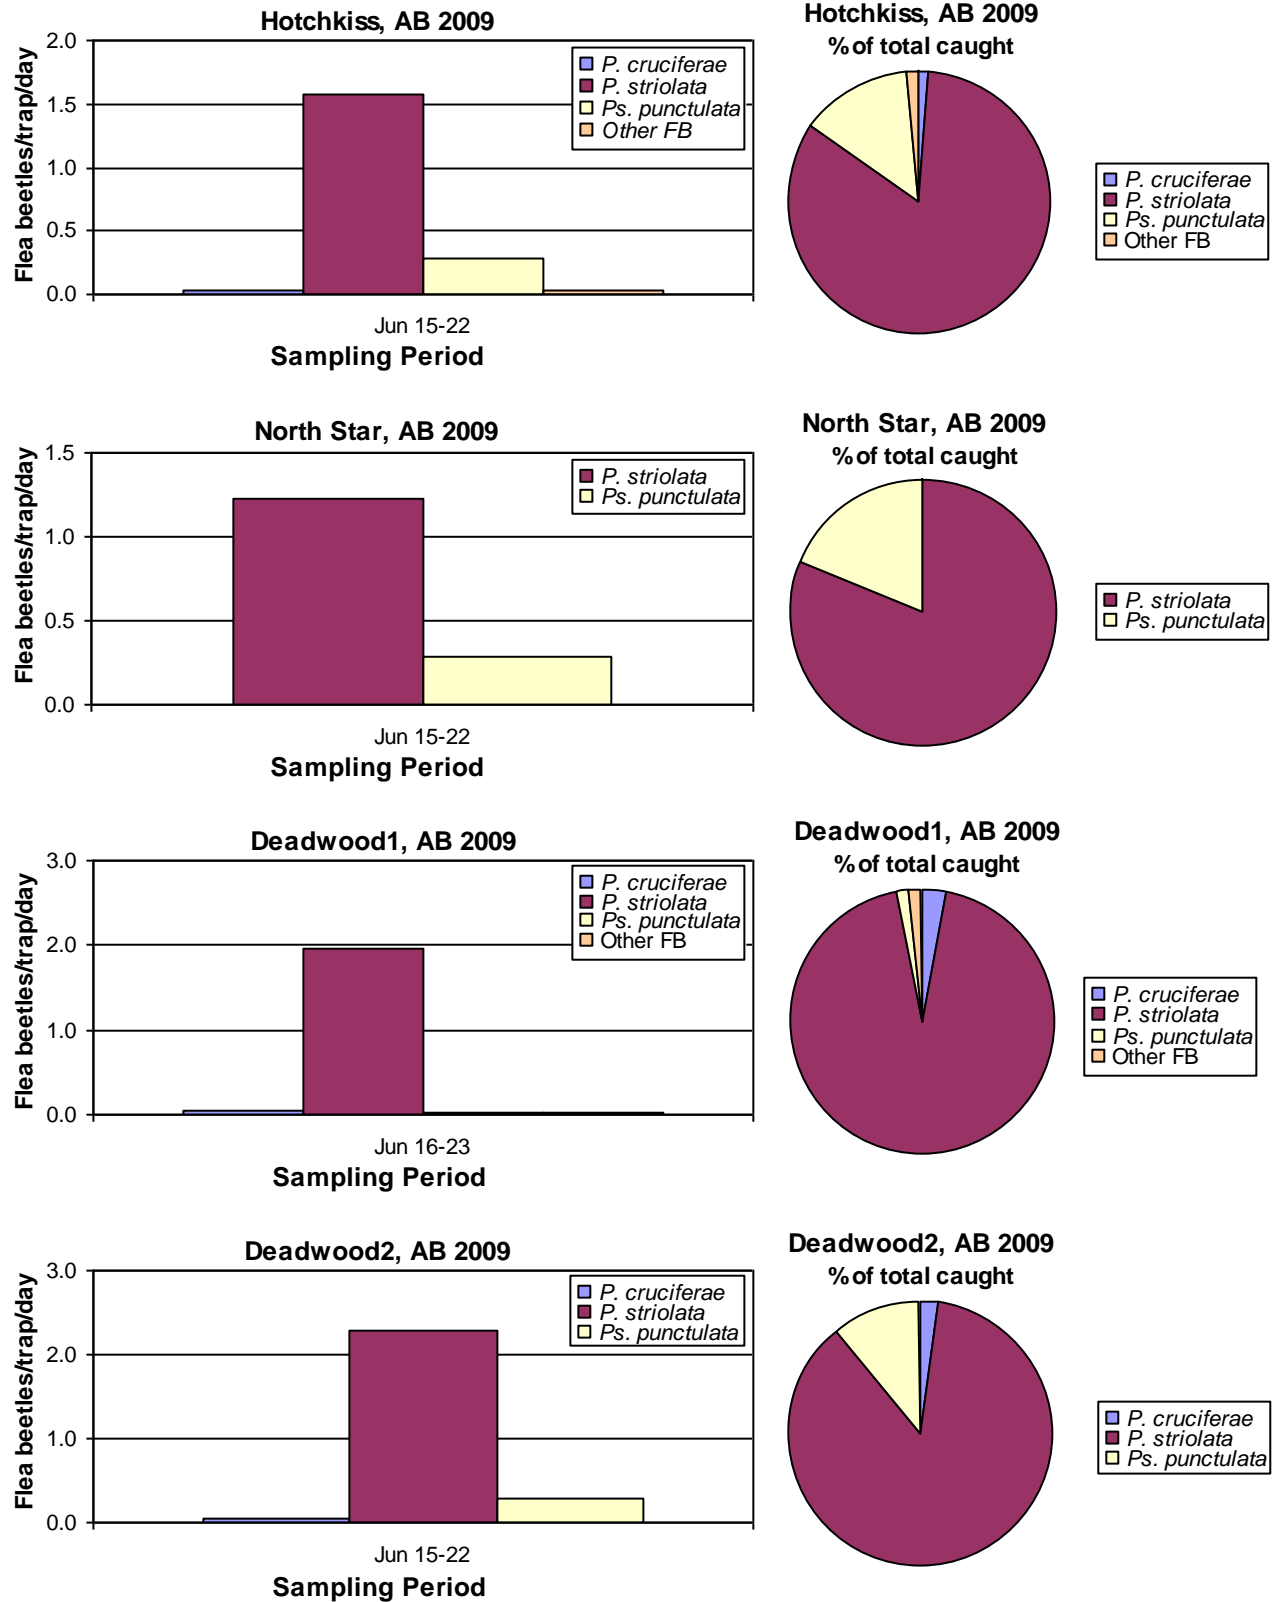 Hotchkiss, AB 2009
Flea beetles/trap/day
2.0
1.5
1.0
0.5
0.0
P. cruciferae
P. striolata
Ps. punctulata
Other FB
Jun 15-22
Sampling Period
Hotchkiss, AB 2009
% of total caught
P. cruciferae
P. striolata
Ps. punctulata
Other FB
North Star, AB 2009
Flea beetles/trap/day
1.5
1.0
0.5
0.0
P. striolata
Ps. punctulata
Jun 15-22
Sampling Period
North Star, AB 2009
% of total caught
P. striolata
Ps. punctulata
Deadwood1, AB 2009
Flea beetles/trap/day
3.0
2.0
1.0
0.0
P. cruciferae
P. striolata
Ps. punctulata
Other FB
Jun 16-23
Sampling Period
Deadwood1, AB 2009
% of total caught
P. cruciferae
P. striolata
Ps. punctulata
Other FB
Deadwood2, AB 2009
Flea beetles/trap/day
3.0
2.0
1.0
0.0
P. cruciferae
P. striolata
Ps. punctulata
Jun 15-22
Sampling Period
Deadwood2, AB 2009
% of total caught
P. cruciferae
P. striolata
Ps. punctulata